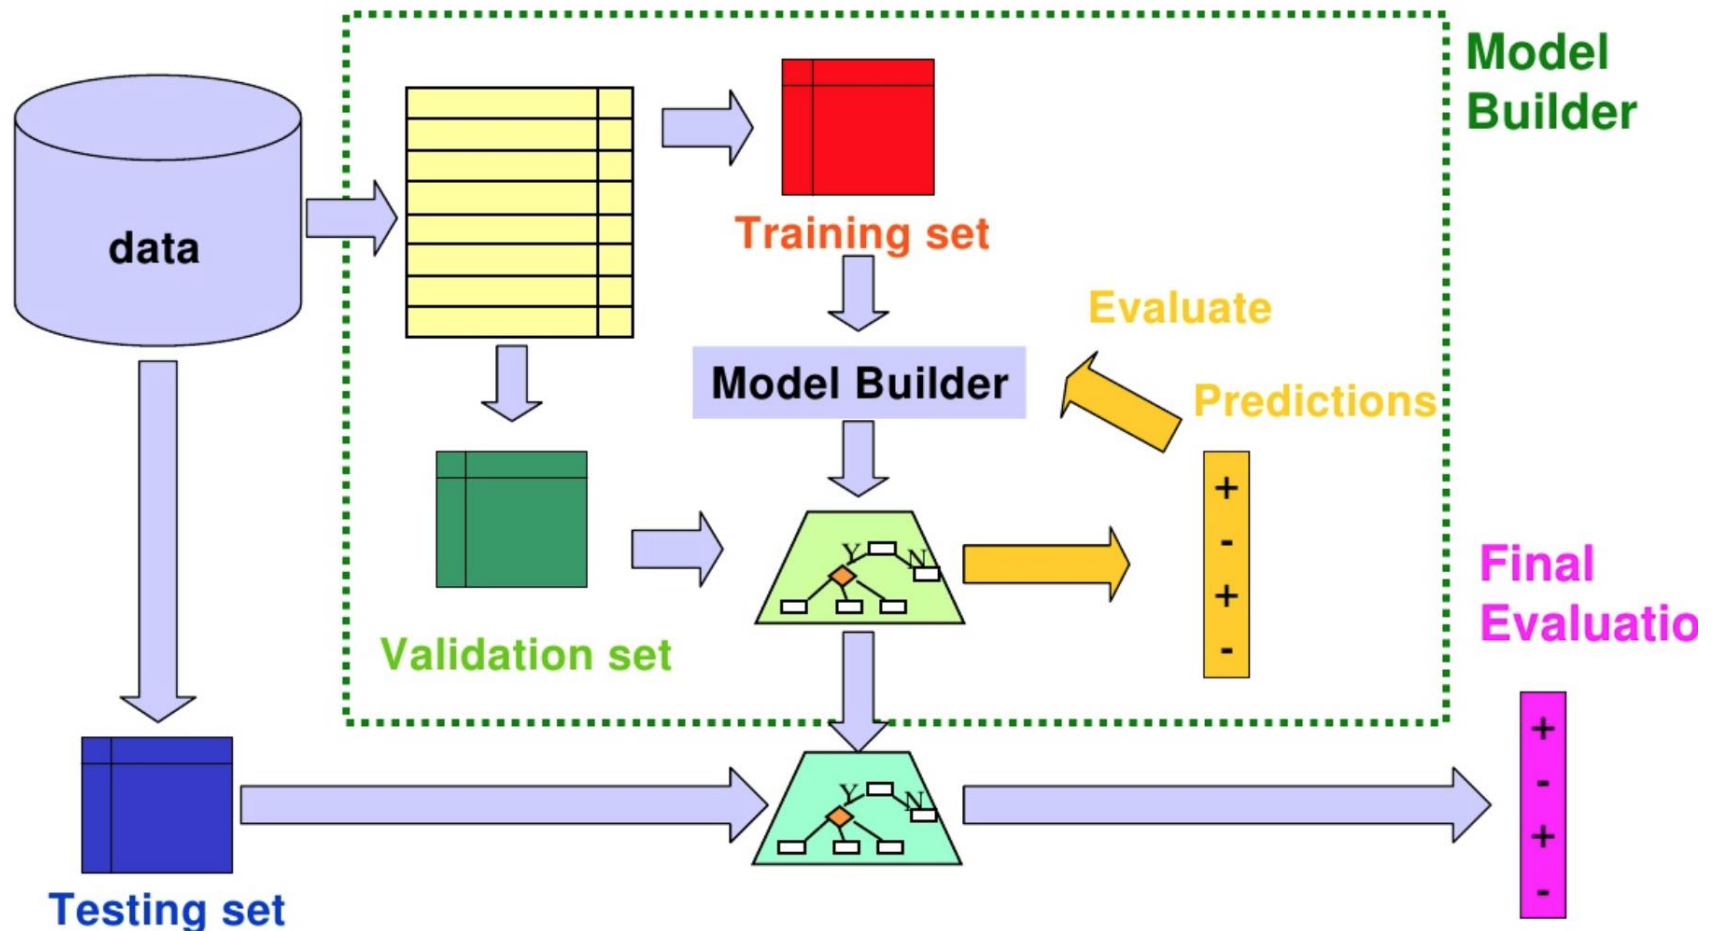 Model
Builder
data
Training set
Evaluate
Model Builder
Predictions
+
-
+
-
Y
N
Validation set
Final
Evaluatio
Y
N
+
-
+
-
Testing set